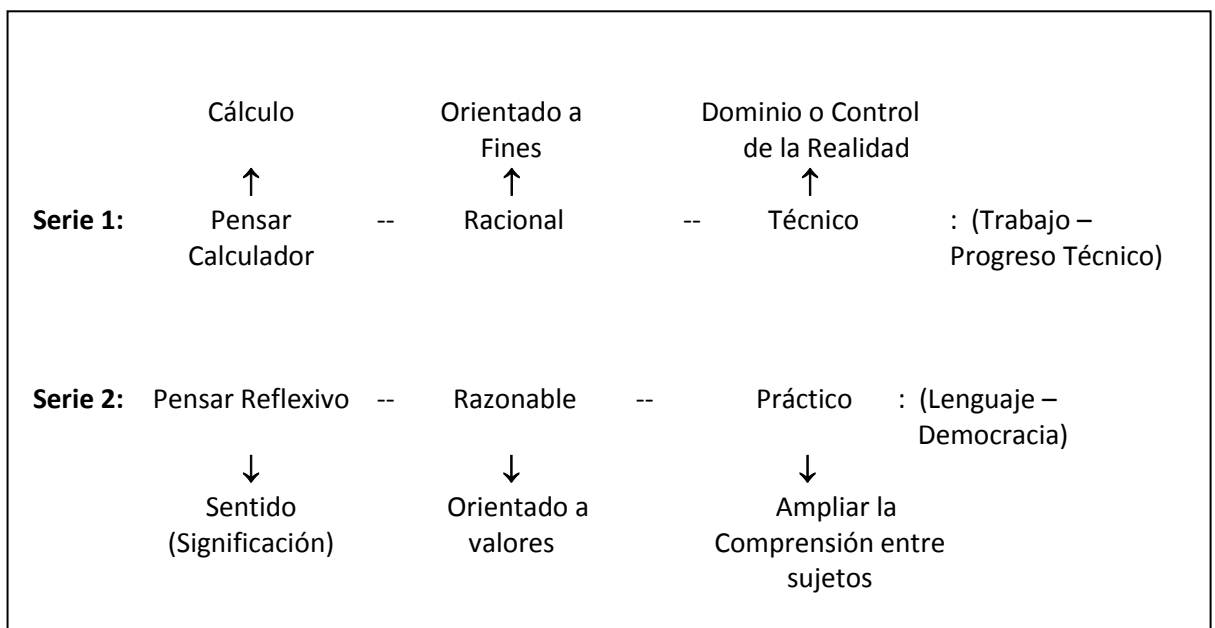 Cálculo Orientado a Dominio o Control
Fines de la Realidad
↑ ↑ ↑
Serie 1: Pensar -- Racional -- Técnico : (Trabajo –
Calculador Progreso Técnico)
Serie 2: Pensar Reflexivo -- Razonable -- Práctico : (Lenguaje –
Democracia)
↓ ↓ ↓
Sentido Orientado a Ampliar la
(Significación) valores Comprensión entre
sujetos